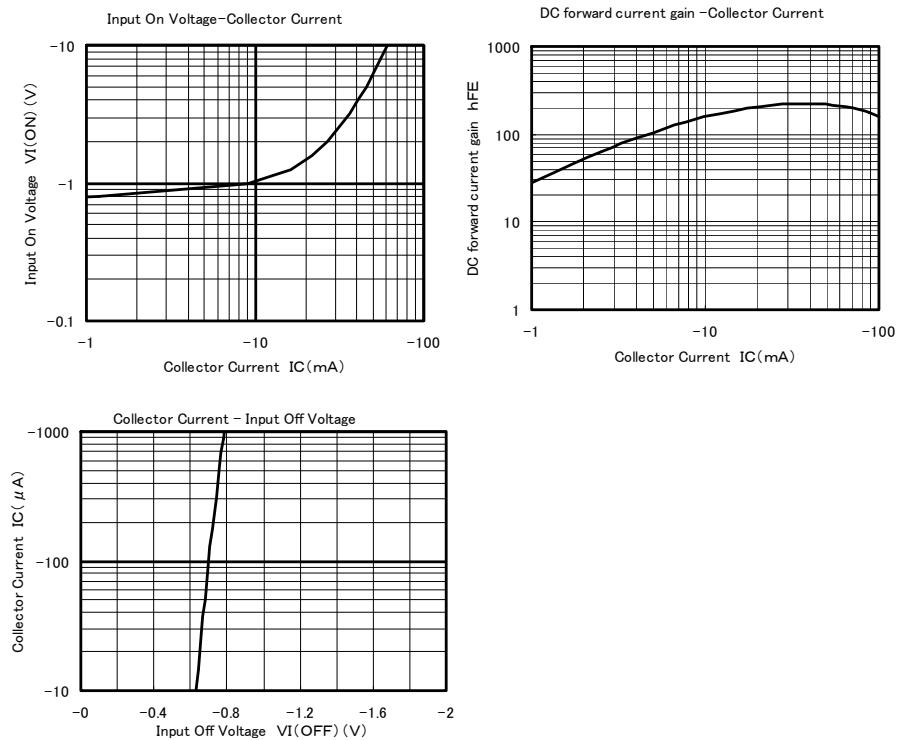 Input On Voltage-Collector Current
-10
-1
-0.1
Input On Voltage VI(ON) (V)
-1
-10
-100
Collector Current IC(mA)
DC forward current gain -Collector Current
1000
100
10
1
DC forward current gain hFE
-1
-10
-100
Collector Current IC(mA)
Collector Current - Input Off Voltage
-1000
-100
-10
Collector Current IC(μA)
-0
-0.4
-0.8
-1.2
-1.6
-2
Input Off Voltage VI(OFF) (V)